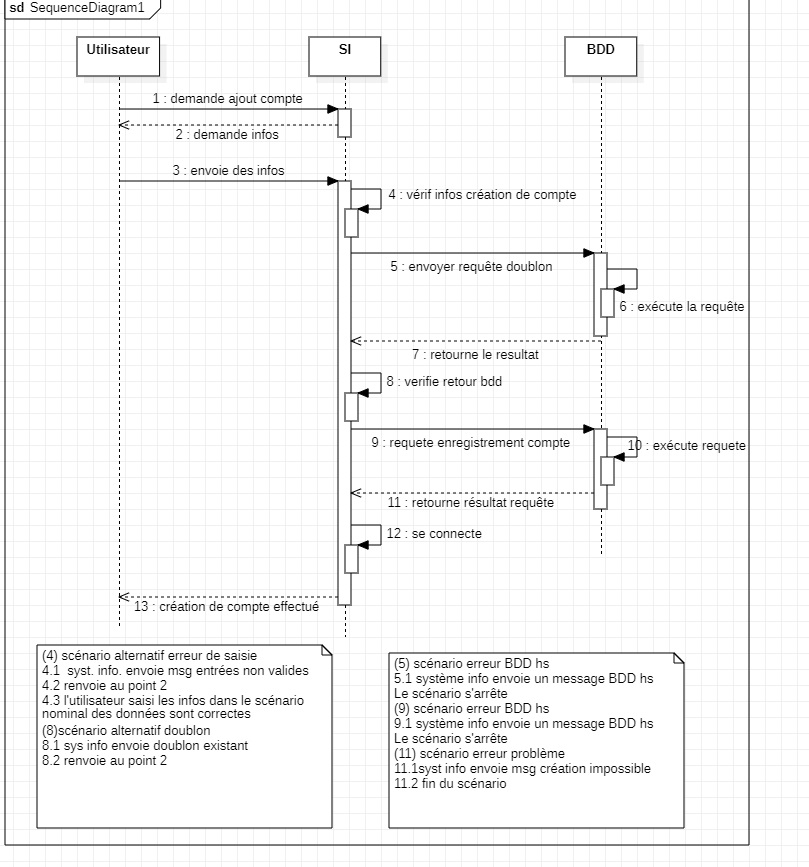 sd SequenceDiagram1
Utilisateur
SI
BDD
1 : demande ajout compte
2 : demande infos
3 : envoie des infos
4 : vérif infos création de compte
5 : envoyer requête doublon
6 : exécute la requête
7 : retourne le resultat
8 : verifie retour bdd
9 : requete enregistrement compte
10 : exécute requete
11 : retourne résultat requête
12 : se connecte
13 : création de compte effectué
(4) scénario alternatif erreur de saisie
4.1 syst. info. envoie msg entrées non valides
4.2 renvoie au point 2
4.3 l'utilisateur saisi les infos dans le scénario
nominal des données sont correctes
(8)scénario alternatif doublon
8.1 sys info envoie doublon existant
8.2 renvoie au point 2
(5) scénario erreur BDD hs
5.1 système info envoie un message BDD hs
Le scénario s'arrête
(9) scénario erreur BDD hs
9.1 système info envoie un message BDD hs
Le scénario s'arrête
(11) scénario erreur problème
11.1syst info envoie msg création impossible
11.2 fin du scénario